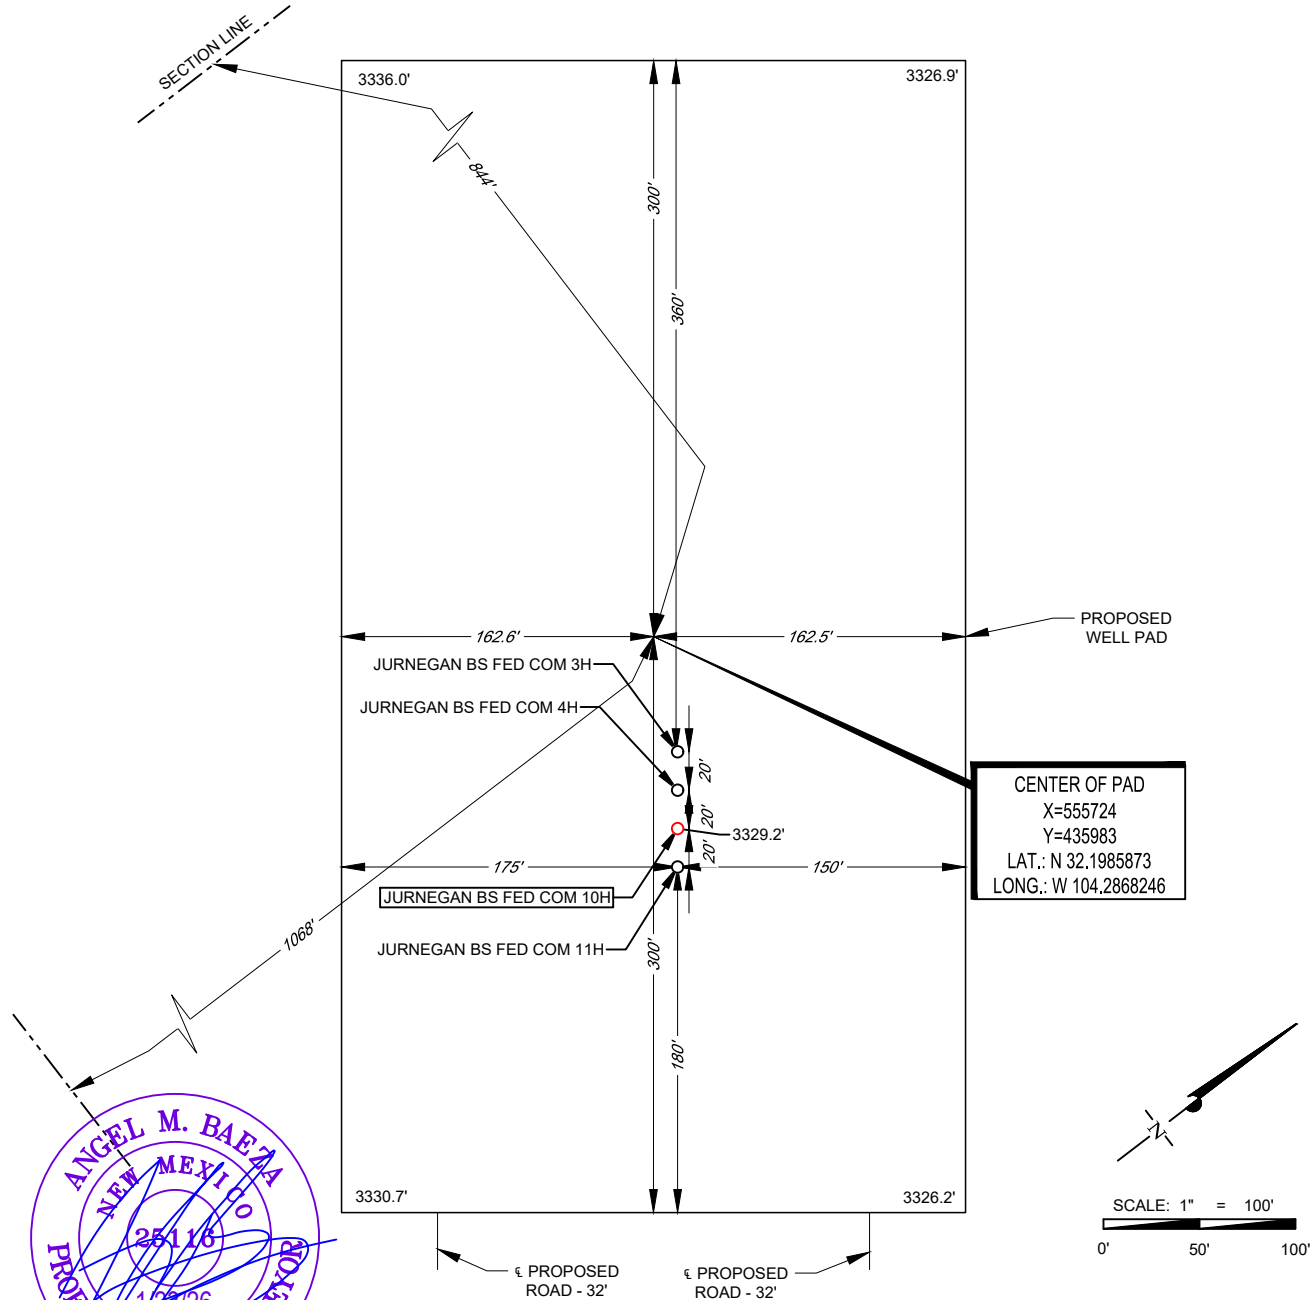 SECTION LINE
3336.0'
3326.9'
844'
300'
360'
162.6'
162.5'
PROPOSED
WELL PAD
JURNEGAN BS FED COM 3H
JURNEGAN BS FED COM 4H
20'
20'
3329.2'
20'
175'
150'
CENTER OF PAD
X=555724
Y=435983
LAT.: N 32.1985873
LONG.: W 104.2868246
JURNEGAN BS FED COM 10H
1068'
JURNEGAN BS FED COM 11H
300'
180'
ANGEL M. BAEZA
NEW MEXICO
25116
3330.7'
3326.2'
-N-
SCALE: 1" = 100'
0' 50' 100'
℄ PROPOSED
ROAD - 32'
℄ PROPOSED
ROAD - 32'